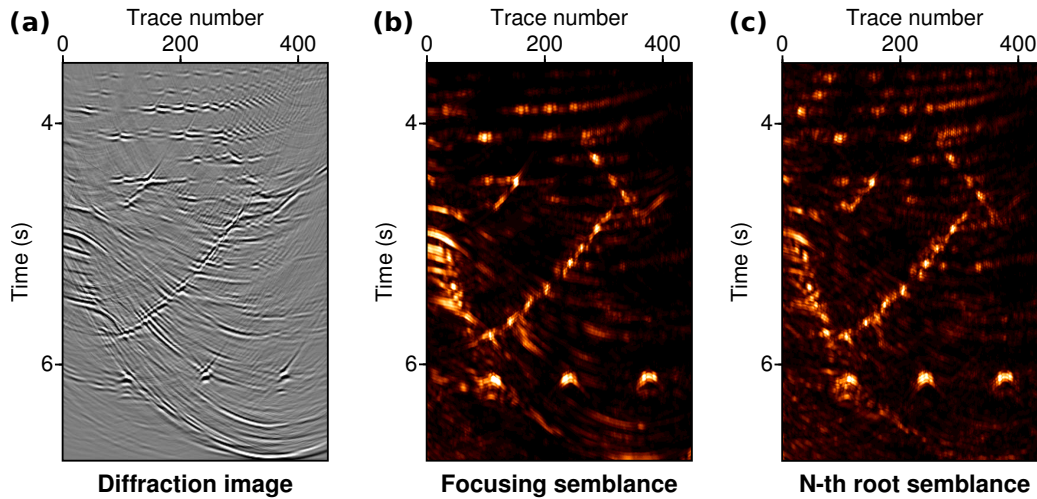 (a)
Trace number
0 200 400
4
6
Time (s)
Diffraction image
(b)
Trace number
0 200 400
4
6
Time (s)
Focusing semblance
(c)
Trace number
0 200 400
4
6
Time (s)
N-th root semblance